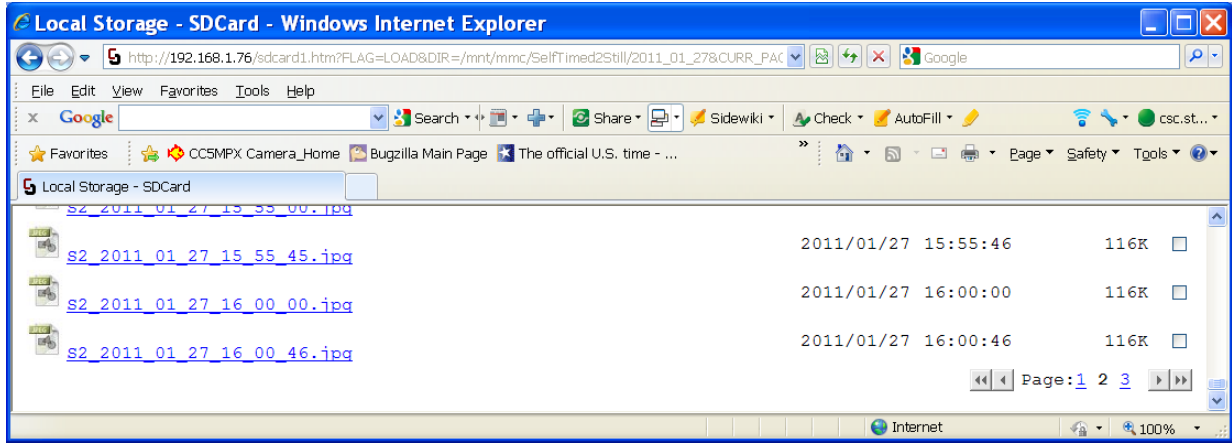 Local Storage - SDCard - Windows Internet Explorer
http://192.168.1.76/sdcard1.htm?FLAG=LOAD&DIR=/mnt/mmc/SelfTimed2Still/2011_01_27&CURR_PAC Google
File Edit View Favorites Tools Help
x Google Search Share Sidewiki Check AutoFill csc.st...
Favorites CC5MPX Camera_Home Bugzilla Main Page The official U.S. time - ... » Page Safety Tools
Local Storage - SDCard
S2_2011_01_27_15_55_00.jpg
S2_2011_01_27_15_55_45.jpg 2011/01/27 15:55:46 116K
S2_2011_01_27_16_00_00.jpg 2011/01/27 16:00:00 116K
S2_2011_01_27_16_00_46.jpg 2011/01/27 16:00:46 116K
Page:1 2 3
Internet 100%